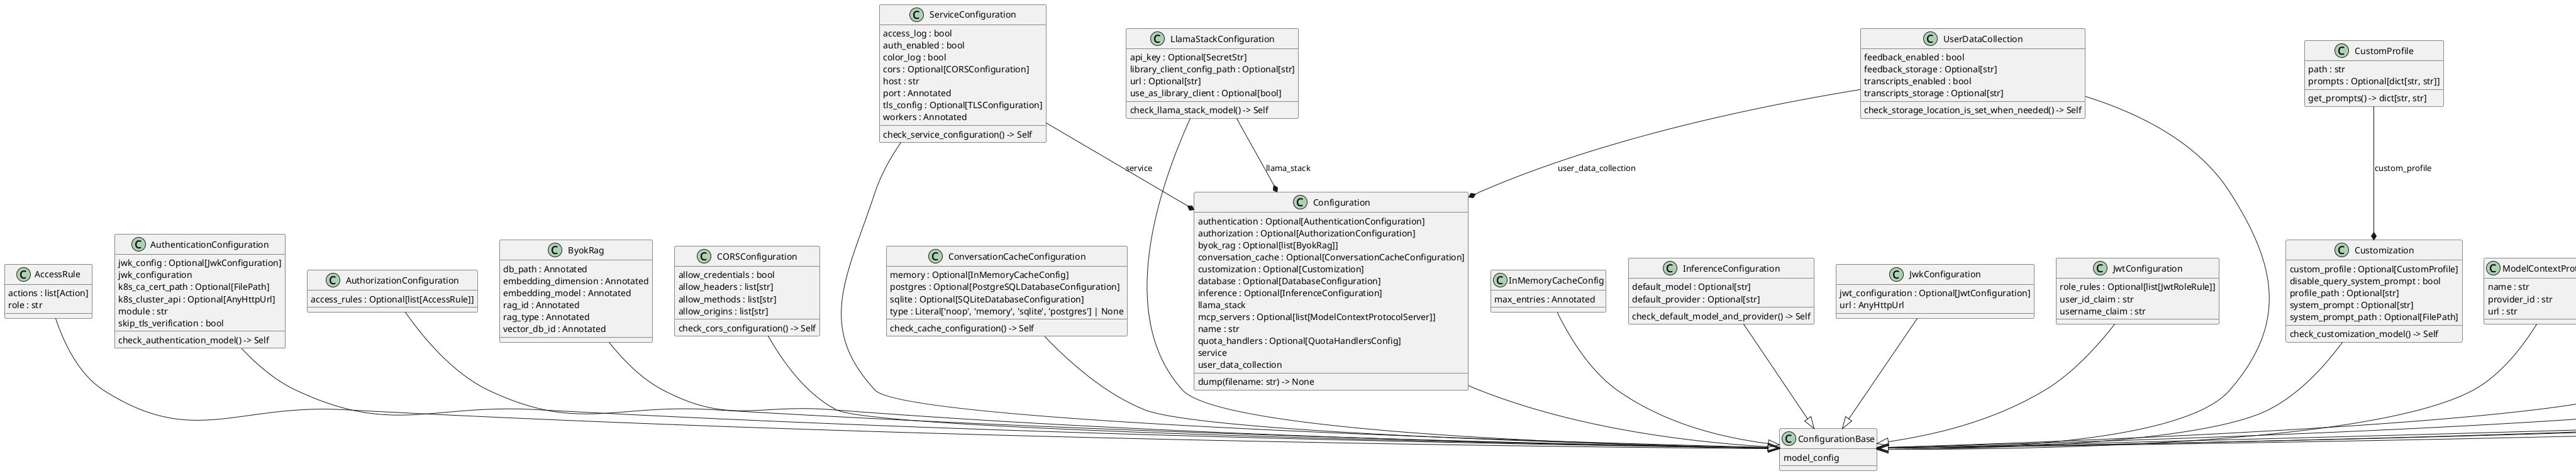 ServiceConfiguration
access_log : bool
auth_enabled : bool
color_log : bool
cors : Optional[CORSConfiguration]
host : str
port : Annotated
tls_config : Optional[TLSConfiguration]
workers : Annotated
check_service_configuration() -> Self
LlamaStackConfiguration
api_key : Optional[SecretStr]
library_client_config_path : Optional[str]
url : Optional[str]
use_as_library_client : Optional[bool]
check_llama_stack_model() -> Self
UserDataCollection
feedback_enabled : bool
feedback_storage : Optional[str]
transcripts_enabled : bool
transcripts_storage : Optional[str]
check_storage_location_is_set_when_needed() -> Self
CustomProfile
path : str
prompts : Optional[dict[str, str]]
get_prompts() -> dict[str, str]
service
llama_stack
user_data_collection
custom_profile
AccessRule
actions : list[Action]
role : str
AuthenticationConfiguration
jwk_config : Optional[JwkConfiguration]
jwk_configuration
k8s_ca_cert_path : Optional[FilePath]
k8s_cluster_api : Optional[AnyHttpUrl]
module : str
skip_tls_verification : bool
check_authentication_model() -> Self
AuthorizationConfiguration
access_rules : Optional[list[AccessRule]]
ByokRag
db_path : Annotated
embedding_dimension : Annotated
embedding_model : Annotated
rag_id : Annotated
rag_type : Annotated
vector_db_id : Annotated
CORSConfiguration
allow_credentials : bool
allow_headers : list[str]
allow_methods : list[str]
allow_origins : list[str]
check_cors_configuration() -> Self
ConversationCacheConfiguration
memory : Optional[InMemoryCacheConfig]
postgres : Optional[PostgreSQLDatabaseConfiguration]
sqlite : Optional[SQLiteDatabaseConfiguration]
type : Literal['noop', 'memory', 'sqlite', 'postgres'] | None
check_cache_configuration() -> Self
Configuration
authentication : Optional[AuthenticationConfiguration]
authorization : Optional[AuthorizationConfiguration]
byok_rag : Optional[list[ByokRag]]
conversation_cache : Optional[ConversationCacheConfiguration]
customization : Optional[Customization]
database : Optional[DatabaseConfiguration]
inference : Optional[InferenceConfiguration]
llama_stack
mcp_servers : Optional[list[ModelContextProtocolServer]]
name : str
quota_handlers : Optional[QuotaHandlersConfig]
service
user_data_collection
dump(filename: str) -> None
InMemoryCacheConfig
max_entries : Annotated
InferenceConfiguration
default_model : Optional[str]
default_provider : Optional[str]
check_default_model_and_provider() -> Self
JwkConfiguration
jwt_configuration : Optional[JwtConfiguration]
url : AnyHttpUrl
JwtConfiguration
role_rules : Optional[list[JwtRoleRule]]
user_id_claim : str
username_claim : str
Customization
custom_profile : Optional[CustomProfile]
disable_query_system_prompt : bool
profile_path : Optional[str]
system_prompt : Optional[str]
system_prompt_path : Optional[FilePath]
check_customization_model() -> Self
ModelContextProt
name : str
provider_id : str
url : str
ConfigurationBase
model_config